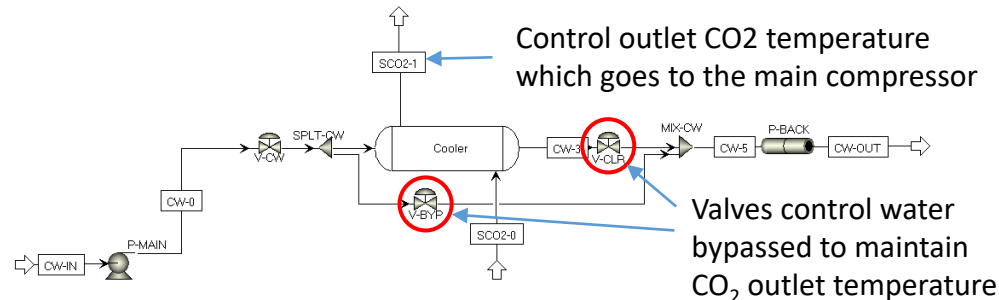 Control outlet CO2 temperature
which goes to the main compressor
SCO2-1
SPLT-CW
MIX-CW
P-BACK
V-CW
Cooler
CW-3
V-CLR
CW-5
CW-OUT
CW-0
V-BYP
Valves control water
bypassed to maintain
CO₂ outlet temperature
SCO2-0
P-MAIN
CW-IN